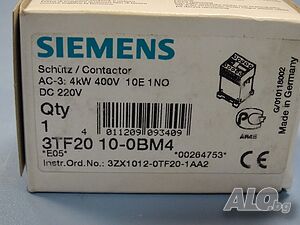 SIEMENS
Schütz / Contactor
AC-3: 4kW 400V 10E 1NO
DC 220V
Qty
1
4 011209 093409
3TF20 10-0BM4
*E05* *00264753*
Instr.Ord.No.: 3ZX1012-0TF20-1AA2
G/010116002
Made in Germany
ALO.bg